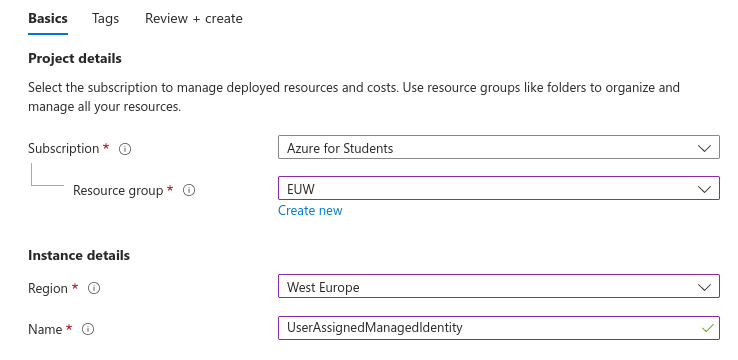 Basics Tags Review + create
Project details
Select the subscription to manage deployed resources and costs. Use resource groups like folders to organize and
manage all your resources.
Subscription * Azure for Students
Resource group * EUW
Create new
Instance details
Region * West Europe
Name * UserAssignedManagedIdentity